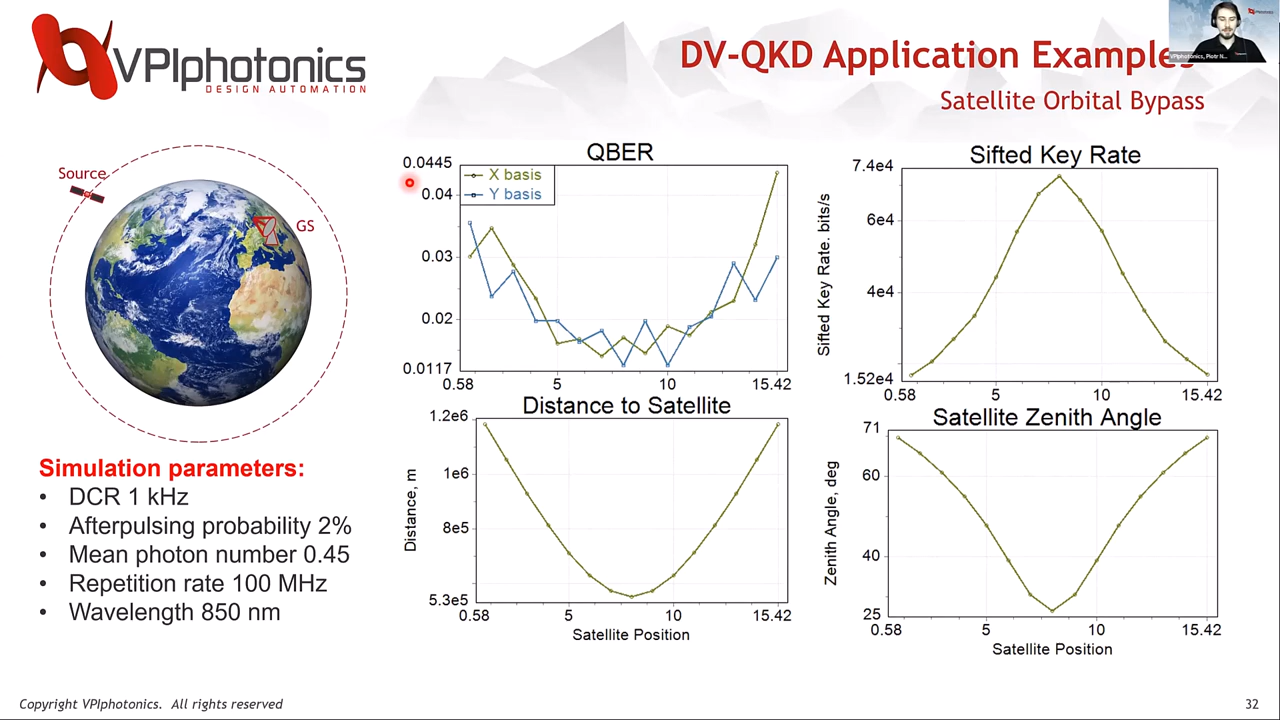 VPIphotonics
DESIGN AUTOMATION
DV-QKD Application Examples
Satellite Orbital Bypass
VPIphotonics, Piotr N...
Source
GS
Simulation parameters:
• DCR 1 kHz
• Afterpulsing probability 2%
• Mean photon number 0.45
• Repetition rate 100 MHz
• Wavelength 850 nm
QBER
X basis
Y basis
0.0445
0.04
0.03
0.02
0.0117
0.58 5 10 15.42
Sifted Key Rate
Sifted Key Rate. bits/s
7.4e4
6e4
4e4
1.52e4
0.58 5 10 15.42
Distance to Satellite
Distance, m
1.2e6
1e6
8e5
5.3e5
0.58 5 10 15.42
Satellite Position
Satellite Zenith Angle
Zenith Angle, deg
71
60
40
25
0.58 5 10 15.42
Satellite Position
Copyright VPIphotonics. All rights reserved
32